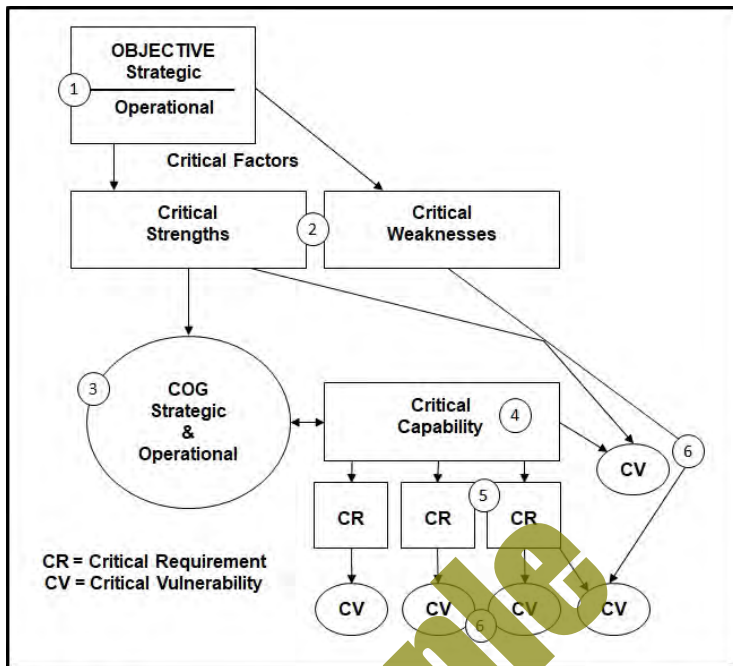 OBJECTIVE
Strategic
1
Operational
Critical Factors
Critical
Strengths
2
Critical
Weaknesses
3
COG
Strategic
&
Operational
Critical
Capability
4
CV
6
CR
CR
5
CR
CR = Critical Requirement
CV = Critical Vulnerability
CV
CV
6
CV
CV